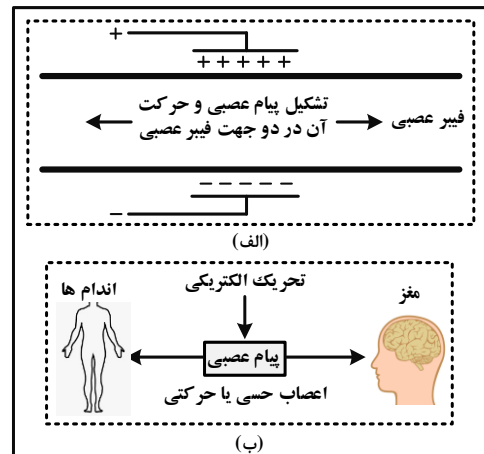 +
+ + + + +
تشکیل پیام عصبی و حرکت
آن در دو جهت فیبر عصبی
فیبر عصبی
– – – – –
–
(الف)
تحریک الکتریکی
اندام ها
مغز
پیام عصبی
اعصاب حسی یا حرکتی
(ب)